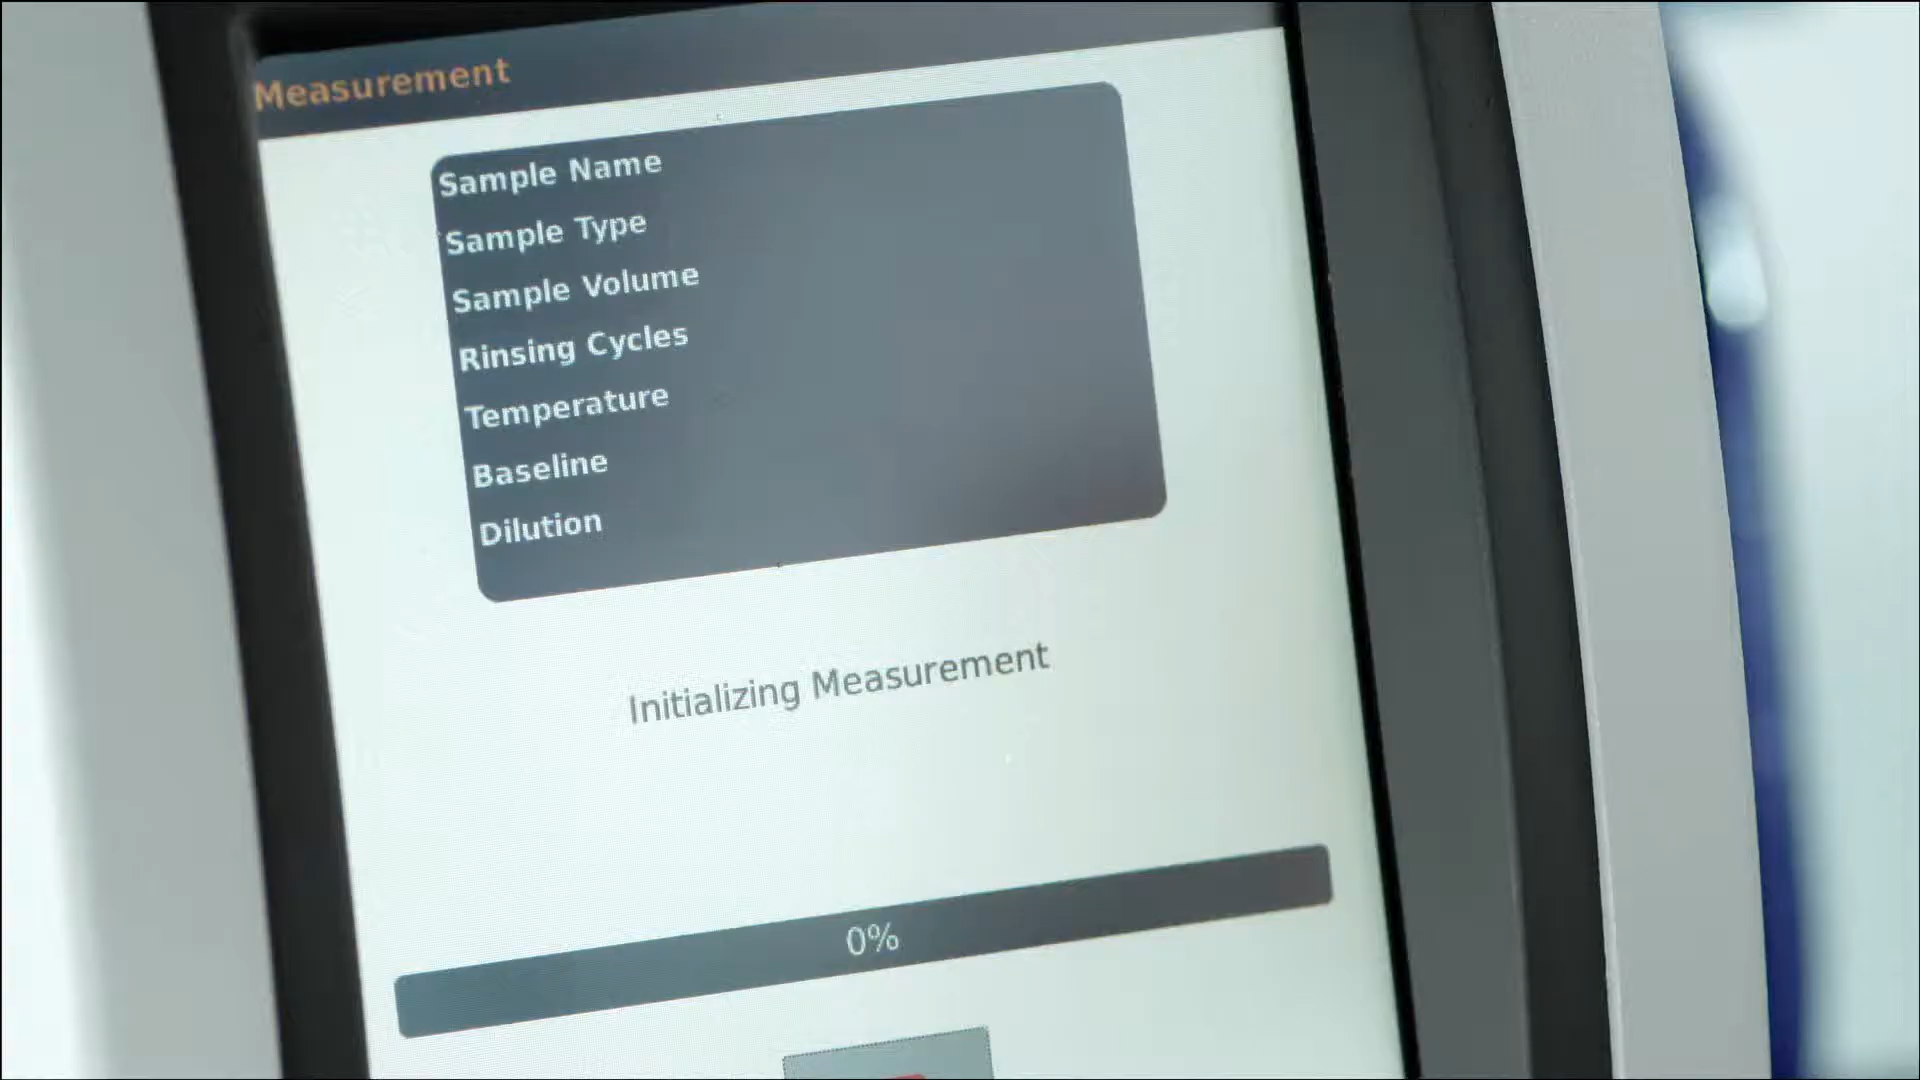 Measurement
Sample Name
Sample Type
Sample Volume
Rinsing Cycles
Temperature
Baseline
Dilution
Initializing Measurement
0%